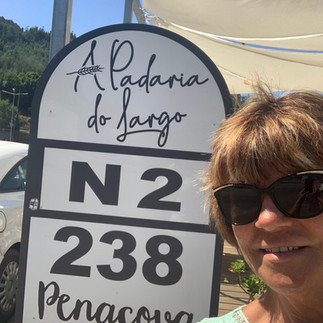 A Padaria
do Largo
N 2
238
Penacova